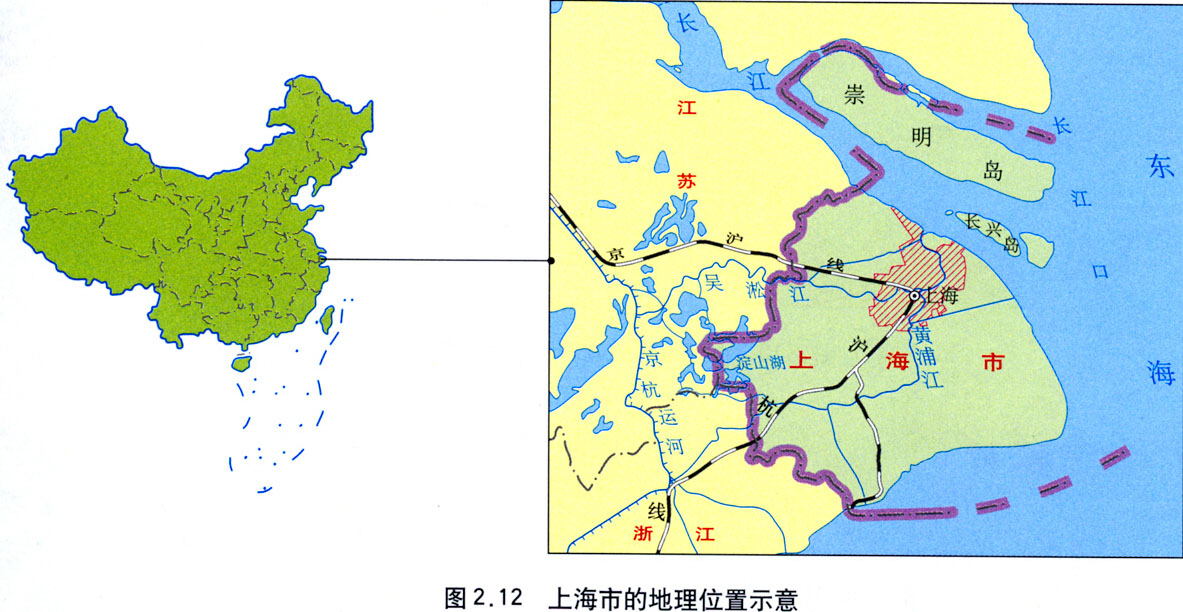 长
江
江
苏
崇
明
岛
长
江
口
东
海
长兴岛
京
沪
线
吴
淞
江
上海
黄浦江
淀山湖
上
海
市
沪
杭
线
京
杭
运
河
浙
江
图2.12 上海市的地理位置示意